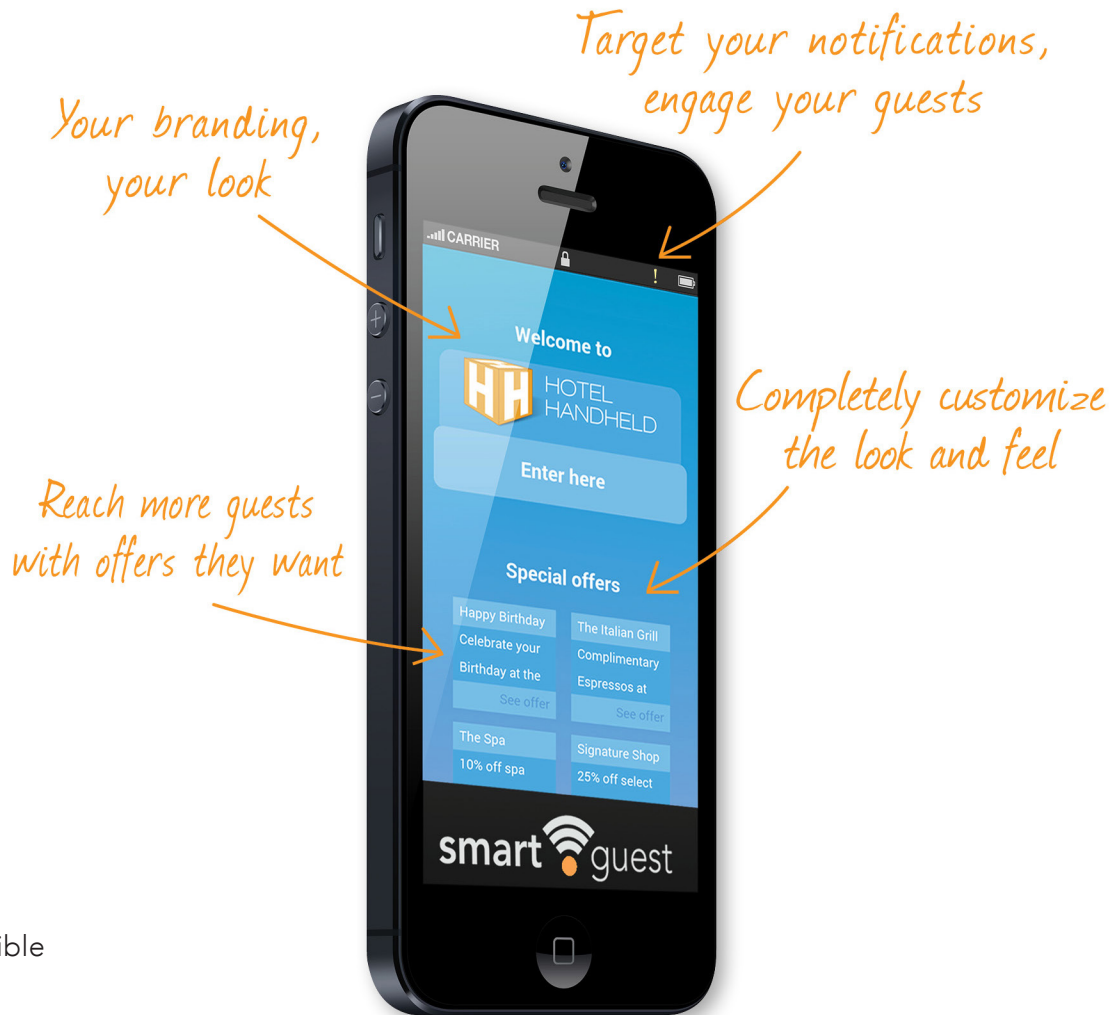 Target your notifications,
engage your guests
Your branding,
your look
CARRIER
!
Welcome to
HH HOTEL
HANDHELD
Enter here
Completely customize
the look and feel
Reach more guests
with offers they want
Special offers
Happy Birthday
Celebrate your
Birthday at the
See offer
The Italian Grill
Complimentary
Espressos at
See offer
The Spa
10% off spa
Signature Shop
25% off select
smart guest
ible